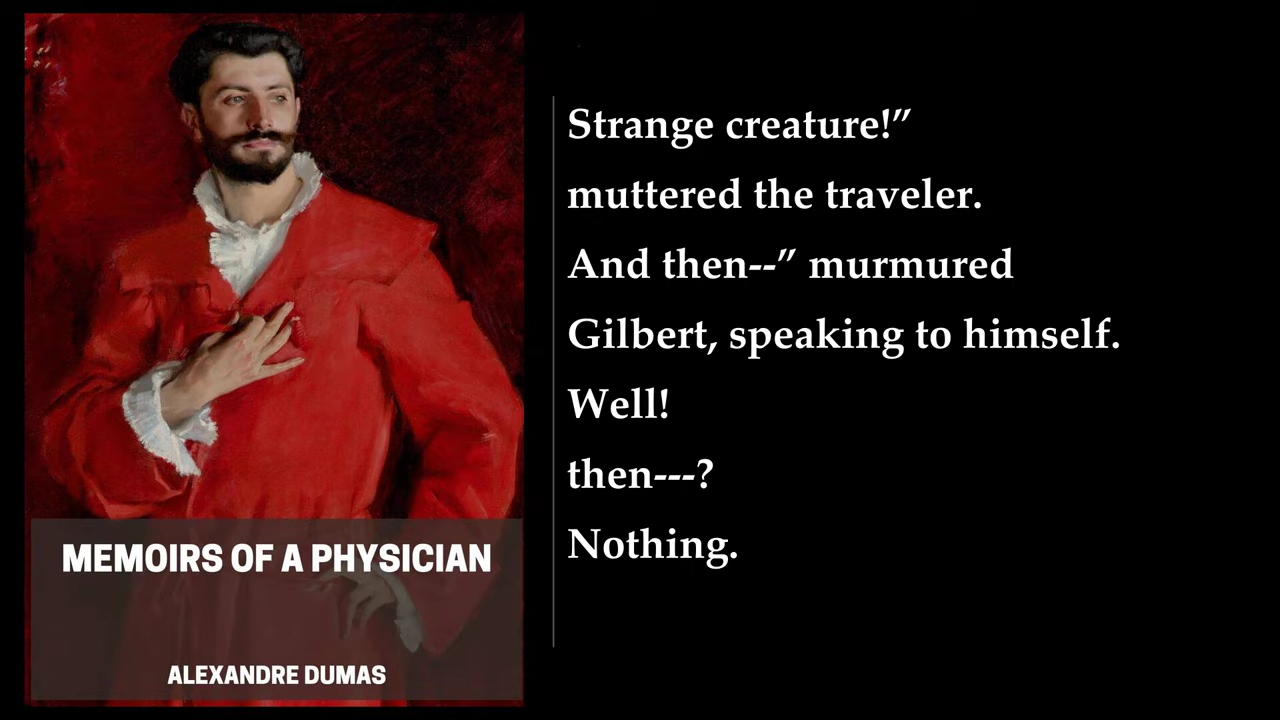 MEMOIRS OF A PHYSICIAN
ALEXANDRE DUMAS
Strange creature!”
muttered the traveler.
And then--” murmured
Gilbert, speaking to himself.
Well!
then---?
Nothing.